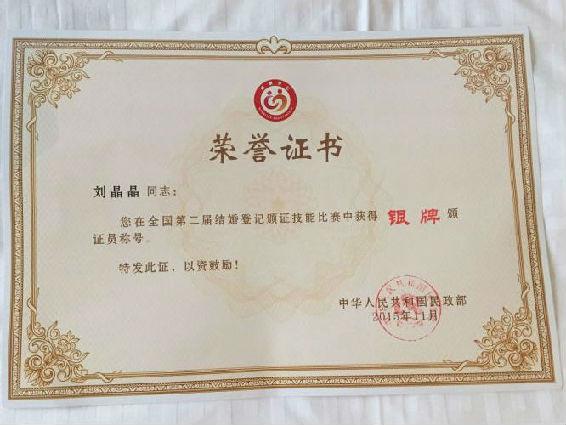 荣誉证书
刘晶晶 同志：
您在全国第二届结婚登记颁证技能比赛中获得 银牌 颁
证员称号。
特发此证，以资鼓励！
中华人民共和国民政部
2015年11月